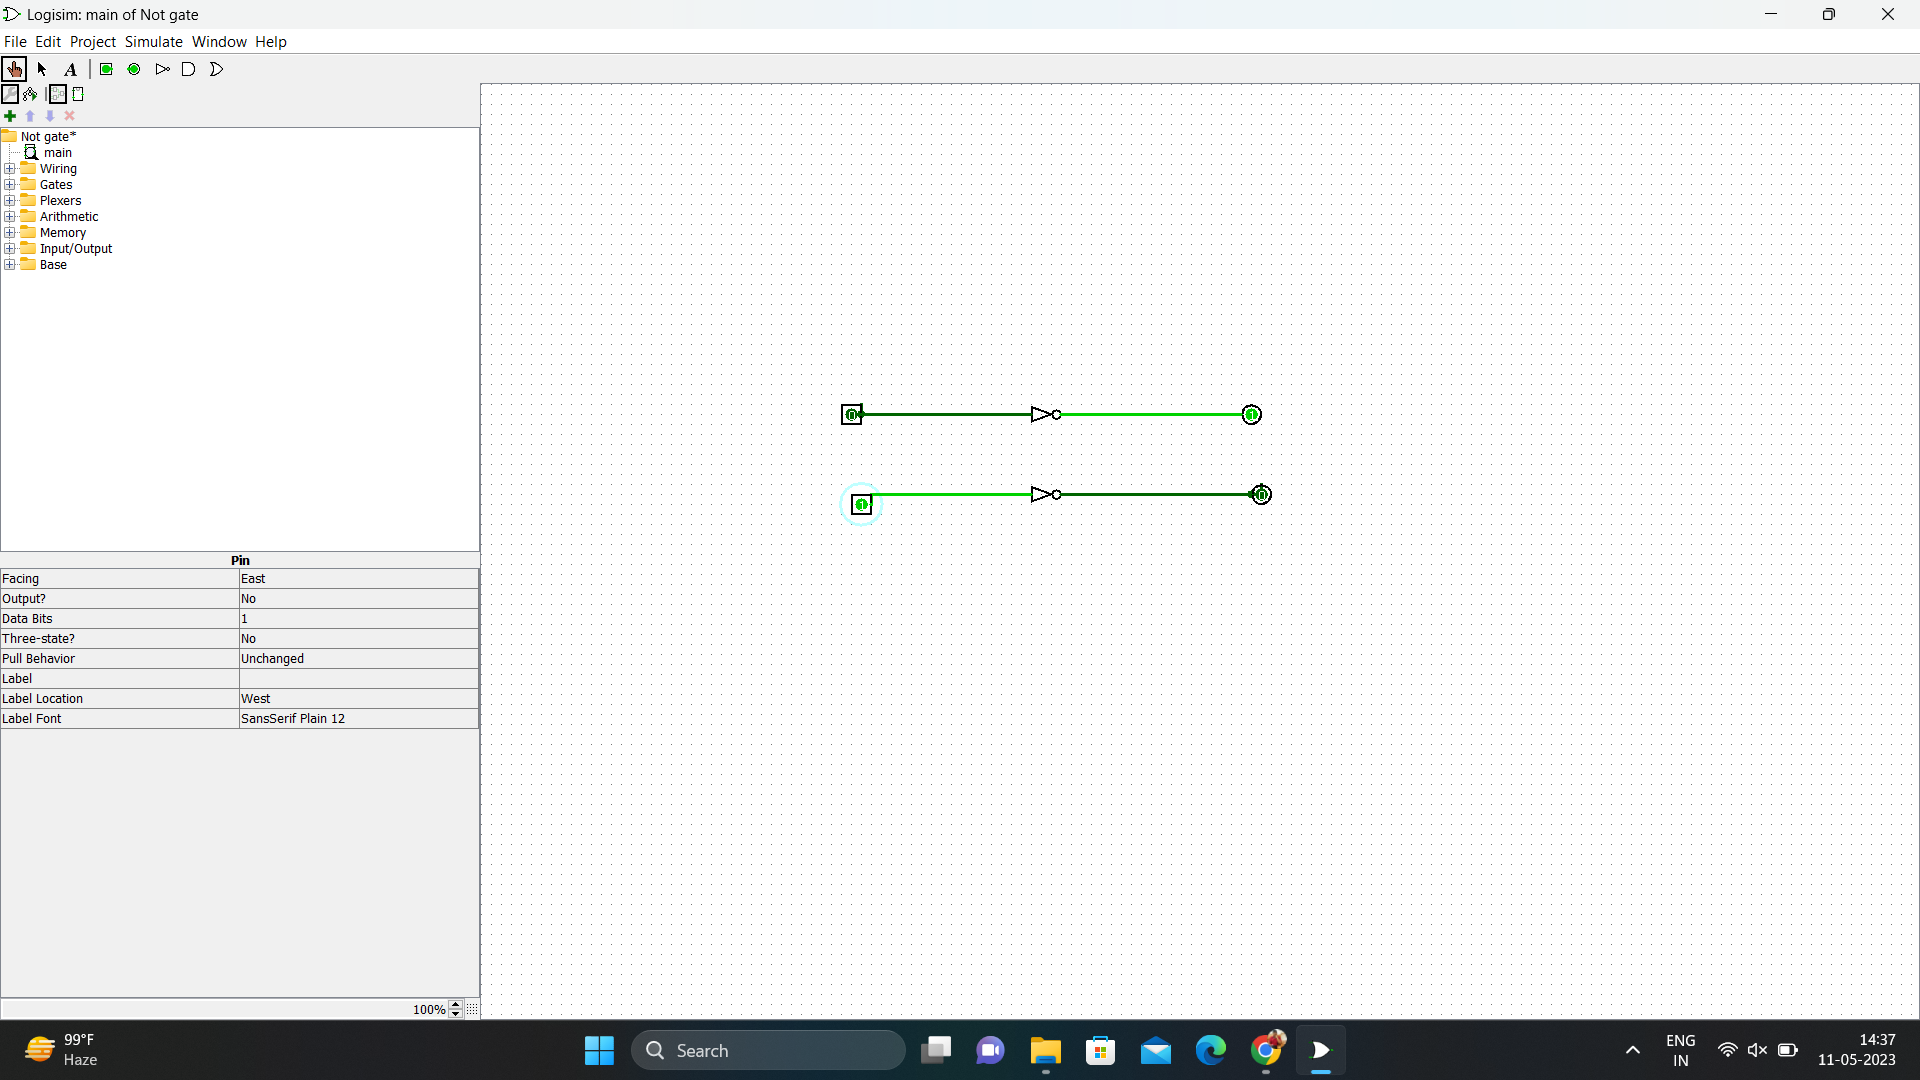 Logisim: main of Not gate
File Edit Project Simulate Window Help
A
Not gate*
main
Wiring
Gates
Plexers
Arithmetic
Memory
Input/Output
Base
0 1
1 0
Pin
Facing East
Output? No
Data Bits 1
Three-state? No
Pull Behavior Unchanged
Label
Label Location West
Label Font SansSerif Plain 12
100%
99°F
Haze
Search
ENG
IN
14:37
11-05-2023